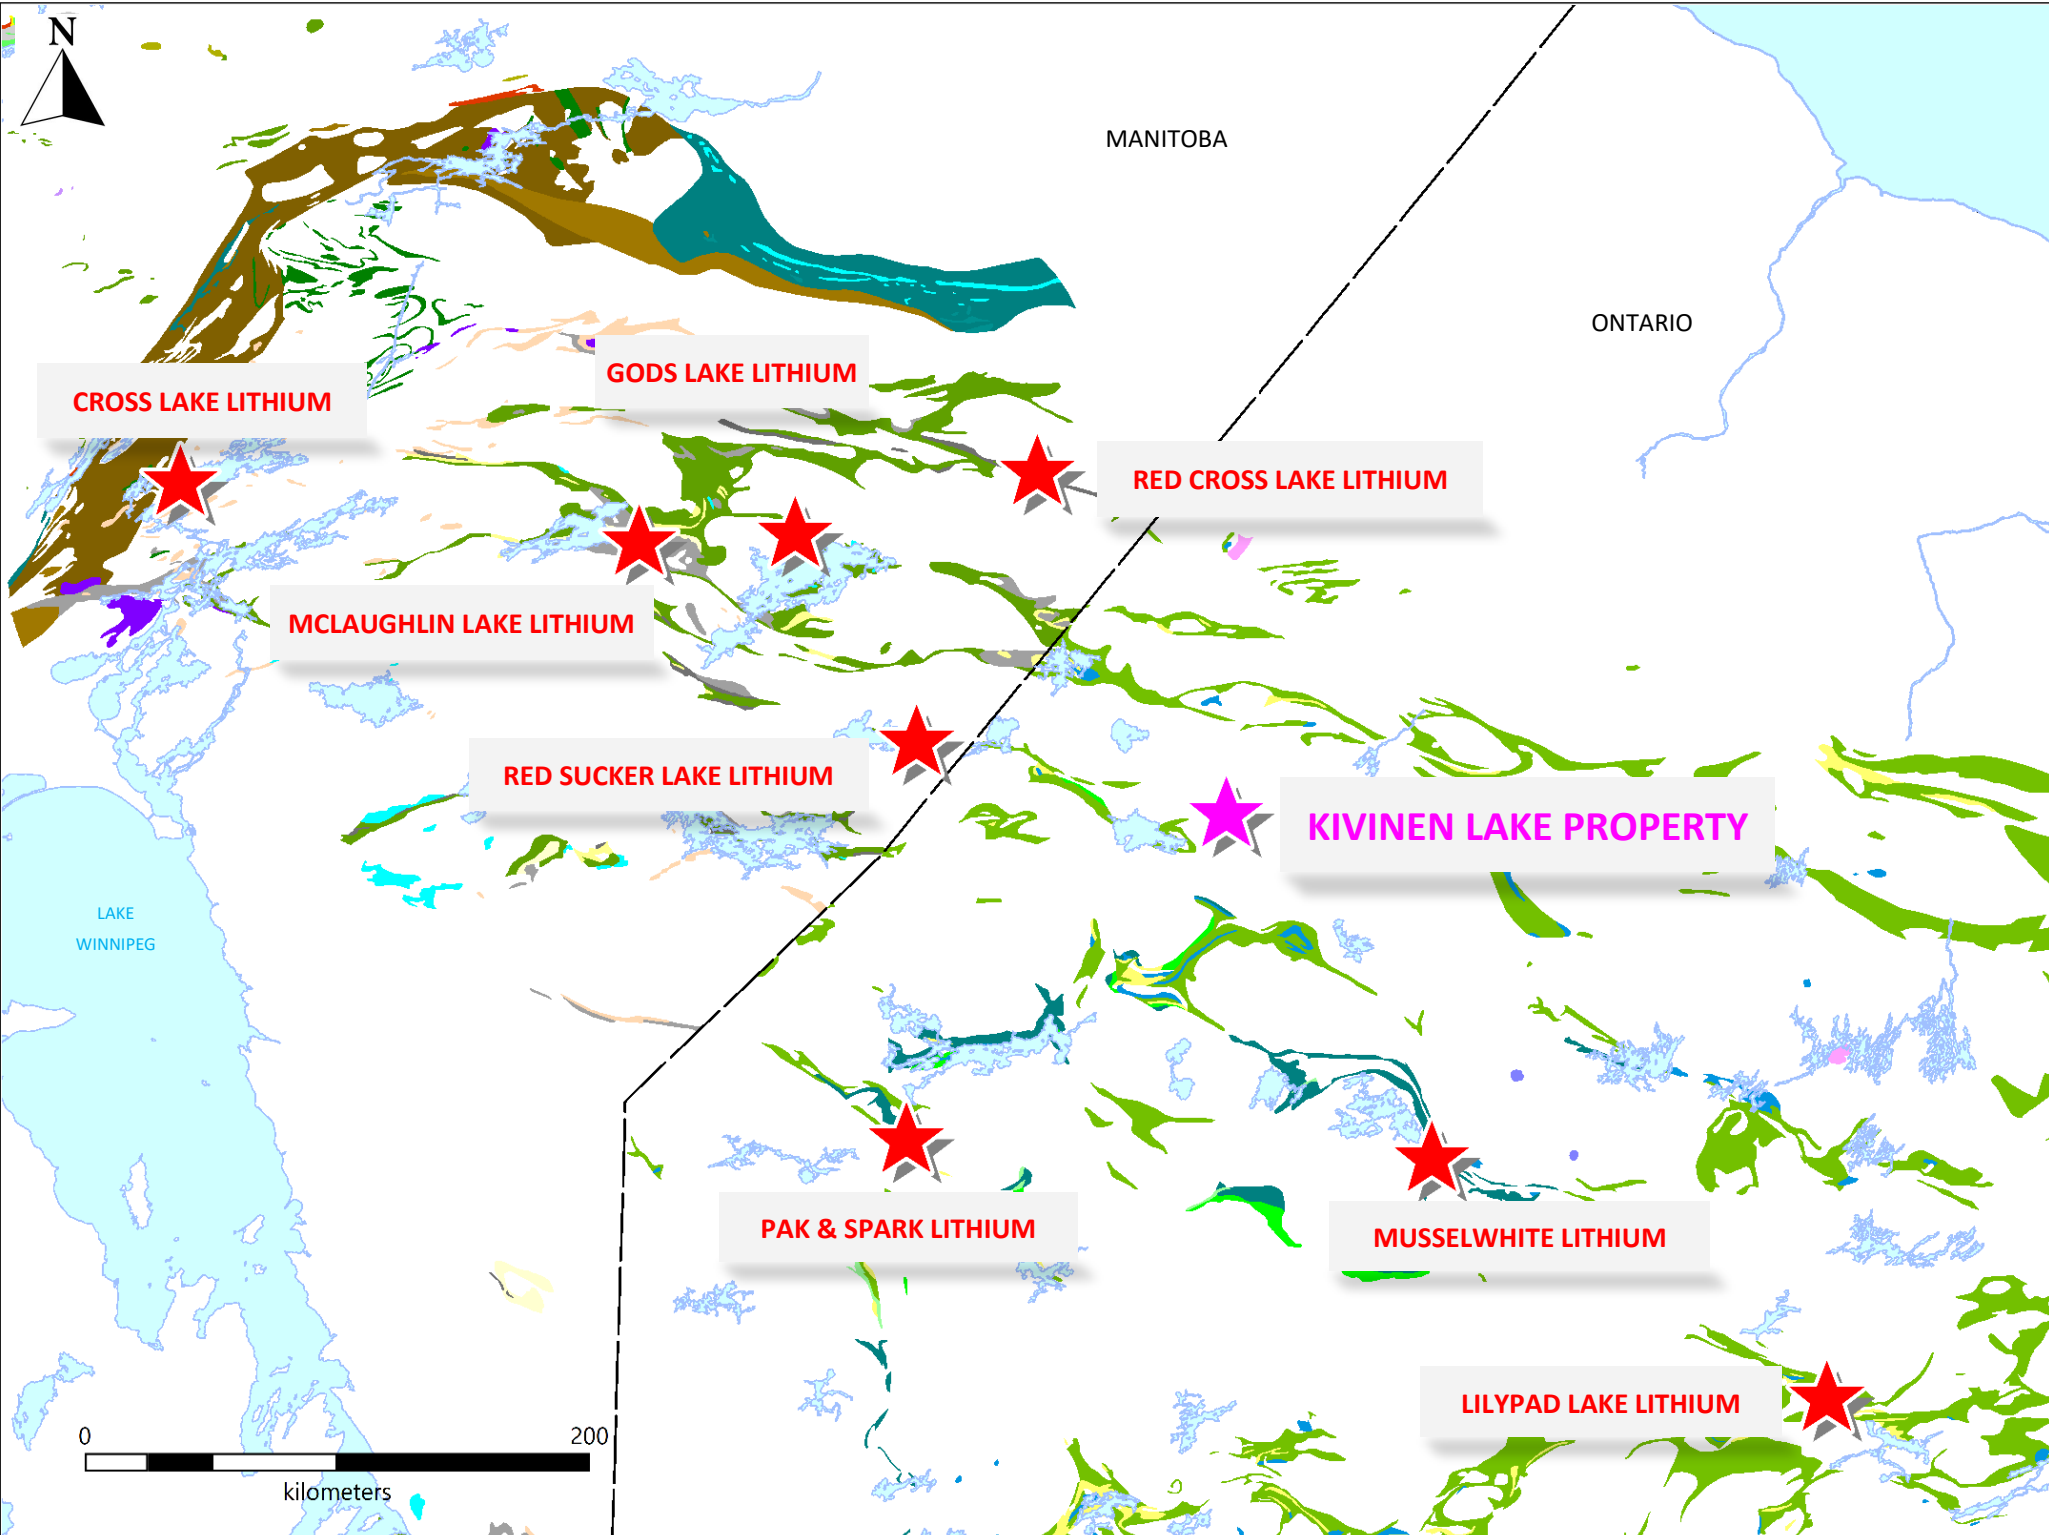 N
MANITOBA
ONTARIO
GODS LAKE LITHIUM
CROSS LAKE LITHIUM
RED CROSS LAKE LITHIUM
MCLAUGHLIN LAKE LITHIUM
RED SUCKER LAKE LITHIUM
KIVINEN LAKE PROPERTY
LAKE
WINNIPEG
PAK & SPARK LITHIUM
MUSSELWHITE LITHIUM
LILYPAD LAKE LITHIUM
0 200
kilometers